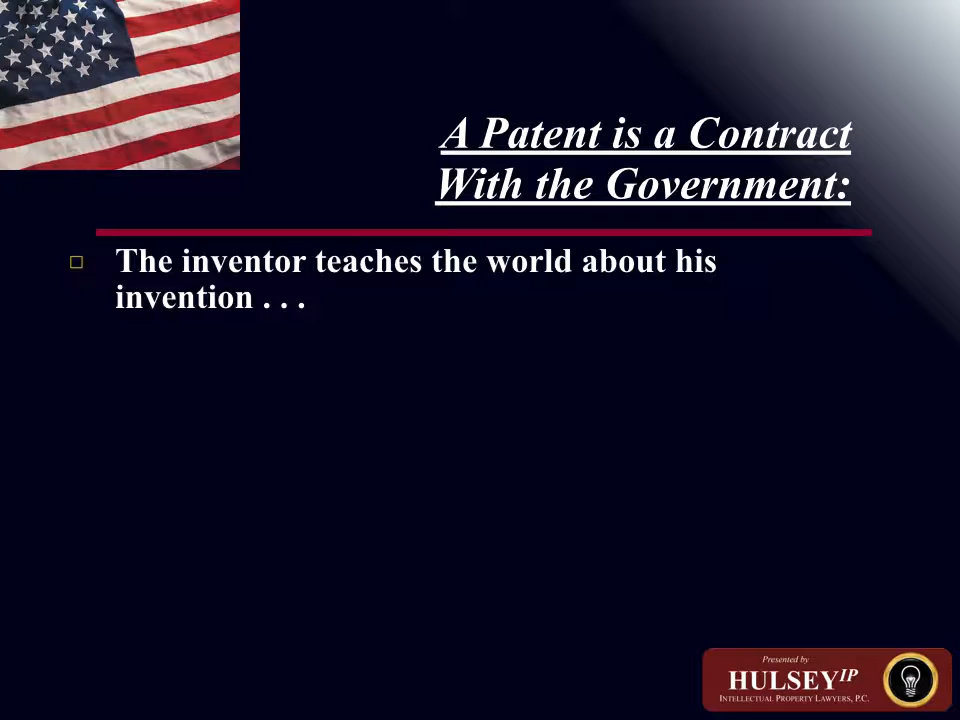 A Patent is a Contract
With the Government:
□ The inventor teaches the world about his
invention . . .
Presented by
HULSEYIP
INTELLECTUAL PROPERTY LAWYERS, P.C.